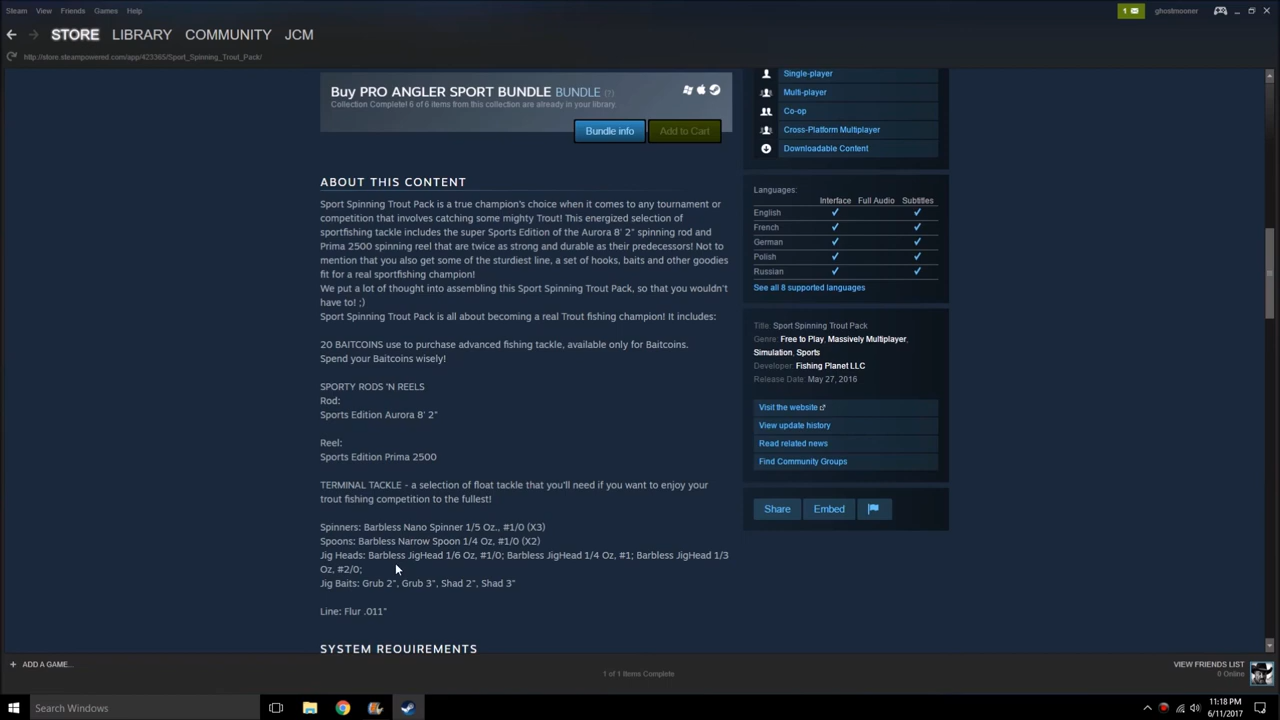 Steam View Friends Games Help
1 ghostmooner
STORE LIBRARY COMMUNITY JCM
http://store.steampowered.com/app/423365/Sport_Spinning_Trout_Pack/
Buy PRO ANGLER SPORT BUNDLE BUNDLE (?)
Collection Complete! 6 of 6 items from this collection are already in your library
Bundle info Add to Cart
ABOUT THIS CONTENT
Sport Spinning Trout Pack is a true champion's choice when it comes to any tournament or
competition that involves catching some mighty Trout! This energized selection of
sportfishing tackle includes the super Sports Edition of the Aurora 8' 2" spinning rod and
Prima 2500 spinning reel that are twice as strong and durable as their predecessors! Not to
mention that you also get some of the sturdiest line, a set of hooks, baits and other goodies
fit for a real sportfishing champion!
We put a lot of thought into assembling this Sport Spinning Trout Pack, so that you wouldn't
have to! ;)
Sport Spinning Trout Pack is all about becoming a real Trout fishing champion! It includes:
20 BAITCOINS use to purchase advanced fishing tackle, available only for Baitcoins.
Spend your Baitcoins wisely!
SPORTY RODS 'N REELS
Rod:
Sports Edition Aurora 8' 2"
Reel:
Sports Edition Prima 2500
TERMINAL TACKLE - a selection of float tackle that you'll need if you want to enjoy your
trout fishing competition to the fullest!
Spinners: Barbless Nano Spinner 1/5 Oz., #1/0 (X3)
Spoons: Barbless Narrow Spoon 1/4 Oz, #1/0 (X2)
Jig Heads: Barbless JigHead 1/6 Oz, #1/0; Barbless JigHead 1/4 Oz, #1; Barbless JigHead 1/3
Oz, #2/0;
Jig Baits: Grub 2", Grub 3", Shad 2", Shad 3"
Line: Flur .011"
SYSTEM REQUIREMENTS
Single-player
Multi-player
Co-op
Cross-Platform Multiplayer
Downloadable Content
Languages:
Interface Full Audio Subtitles
English
French
German
Polish
Russian
See all 8 supported languages
Title: Sport Spinning Trout Pack
Genre: Free to Play, Massively Multiplayer,
Simulation, Sports
Developer: Fishing Planet LLC
Release Date: May 27, 2016
Visit the website
View update history
Read related news
Find Community Groups
Share Embed
ADD A GAME...
1 of 1 Items Complete
VIEW FRIENDS LIST
0 Online
Search Windows
11:18 PM
6/11/2017